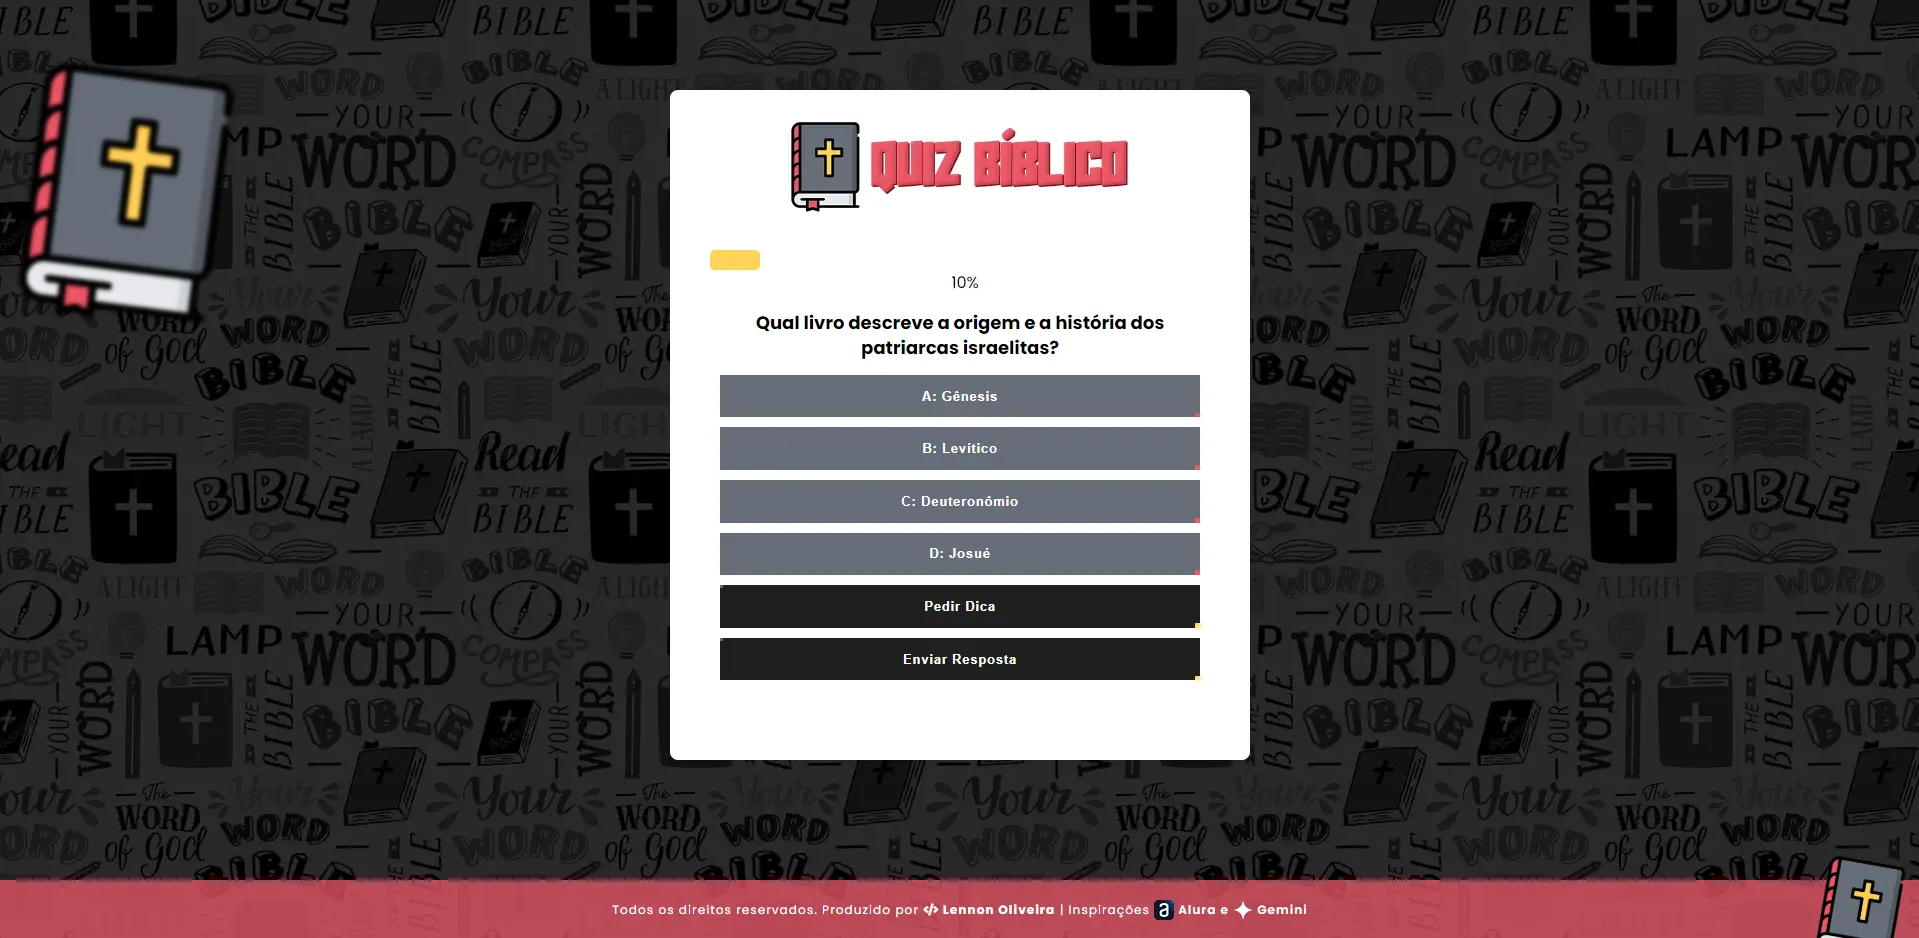 QUIZ BÍBLICO
10%
Qual livro descreve a origem e a história dos
patriarcas israelitas?
A: Gênesis
B: Levítico
C: Deuteronômio
D: Josué
Pedir Dica
Enviar Resposta
Todos os direitos reservados. Produzido por </> Lennon Oliveira | Inspirações a Alura e Gemini